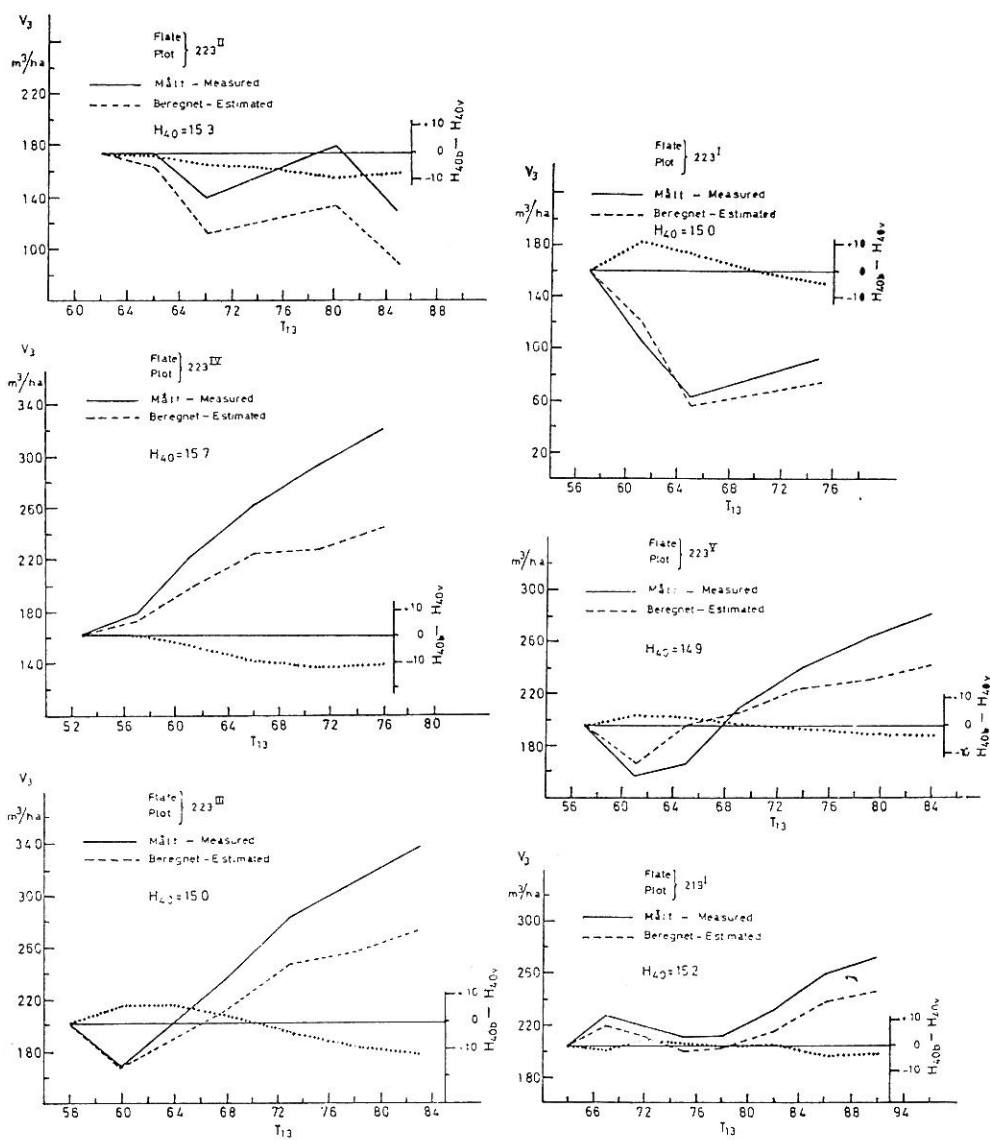 V₃
m³/ha
Flate
Plot } 223ᴵᴵ
Målt – Measured
Beregnet – Estimated
H₄₀=15.3
220
180
140
100
+10
0
-10
H₄₀b – H₄₀v
60 64 68 72 76 80 84 88
T₁₃
V₃
m³/ha
Flate
Plot } 223ᴵ
Målt – Measured
Beregnet – Estimated
H₄₀=15.0
180
140
100
60
20
+10
0
-10
H₄₀b – H₄₀v
56 60 64 68 72 76
T₁₃
V₃
m³/ha
Flate
Plot } 223ᴵⱽ
Målt – Measured
Beregnet – Estimated
H₄₀=15.7
340
300
260
220
180
140
+10
0
-10
H₄₀b – H₄₀v
52 56 60 64 68 72 76 80
T₁₃
m³/ha
Flate
Plot } 223ⱽ
Målt – Measured
Beregnet – Estimated
H₄₀=14.9
300
260
220
180
+10
0
-10
H₄₀b – H₄₀v
56 60 64 68 72 76 80 84
T₁₃
V₃
m³/ha
Flate
Plot } 223ᴵᴵᴵ
Målt – Measured
Beregnet – Estimated
H₄₀=15.0
340
300
260
220
180
+10
0
-10
H₄₀b – H₄₀v
56 60 64 68 72 76 80 84
T₁₃
V₃
m³/ha
Flate
Plot } 219ᴵ
Målt – Measured
Beregnet – Estimated
H₄₀=15.2
300
260
220
180
+10
0
-10
H₄₀b – H₄₀v
66 72 74 78 82 86 90 94
T₁₃